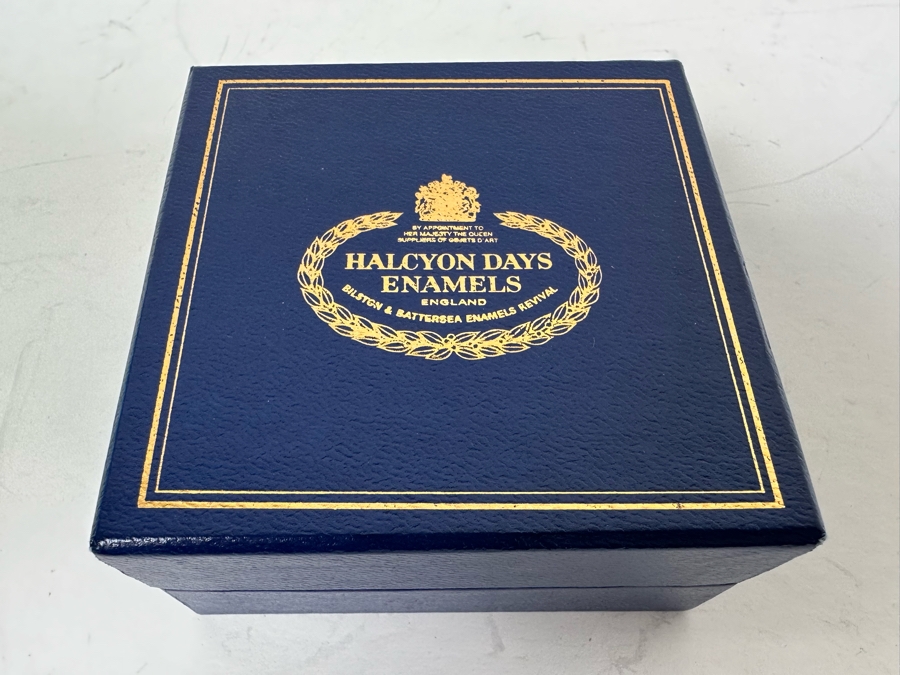 BY APPOINTMENT TO
HER MAJESTY THE QUEEN
SUPPLIERS OF OBJETS D'ART
HALCYON DAYS
ENAMELS
ENGLAND
BILSTON & BATTERSEA ENAMELS REVIVAL